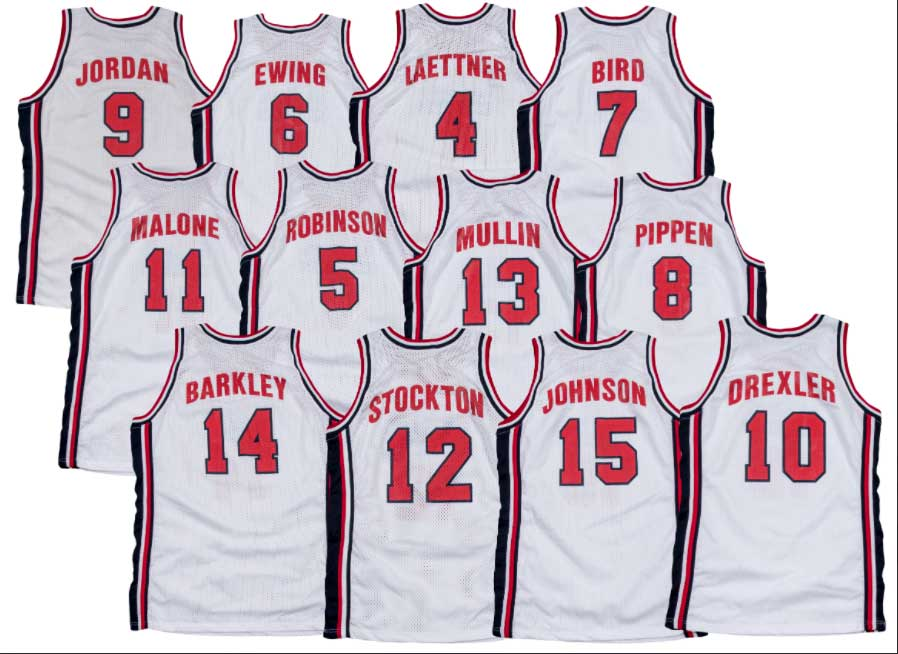 JORDAN
9
EWING
6
LAETTNER
4
BIRD
7
MALONE
11
ROBINSON
5
MULLIN
13
PIPPEN
8
BARKLEY
14
STOCKTON
12
JOHNSON
15
DREXLER
10